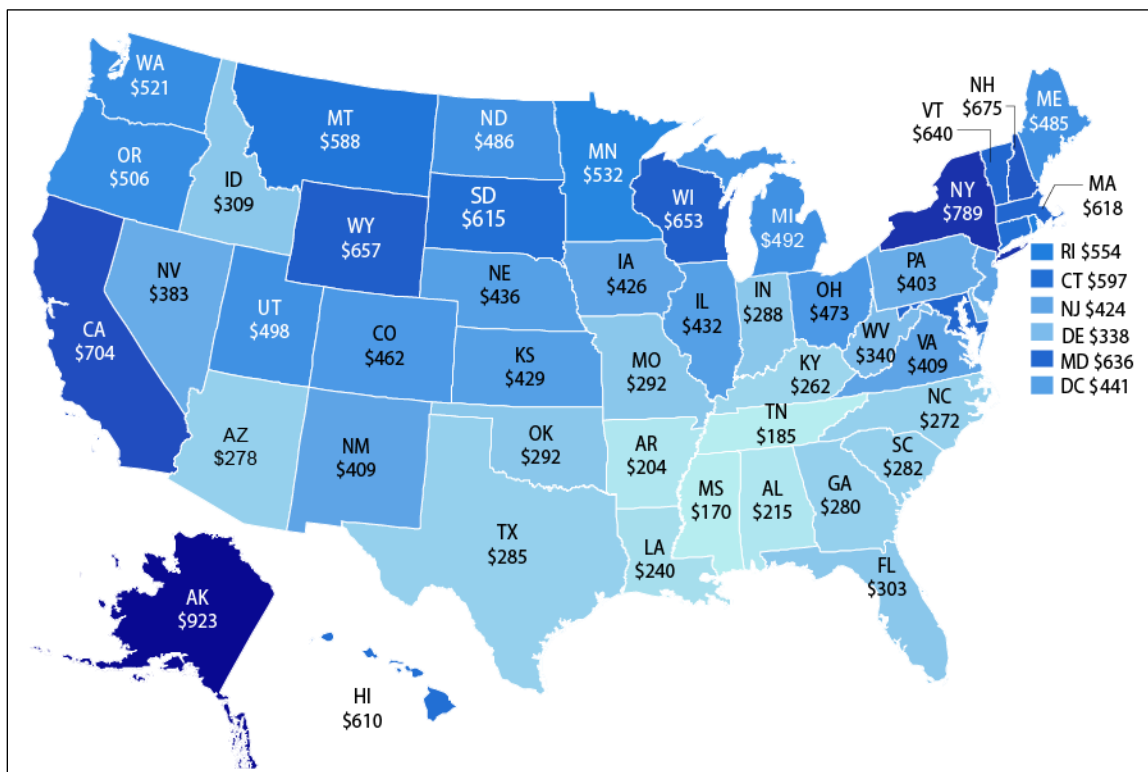 WA
$521
MT
$588
ND
$486
MN
$532
NH
$675
VT
$640
ME
$485
OR
$506
ID
$309
SD
$615
WI
$653
MI
$492
NY
$789
MA
$618
WY
$657
NE
$436
IA
$426
PA
$403
RI $554
CT $597
NJ $424
DE $338
MD $636
DC $441
NV
$383
UT
$498
CO
$462
IL
$432
IN
$288
OH
$473
WV
$340
VA
$409
CA
$704
KS
$429
MO
$292
KY
$262
NC
$272
TN
$185
AZ
$278
NM
$409
OK
$292
AR
$204
SC
$282
MS
$170
AL
$215
GA
$280
TX
$285
LA
$240
FL
$303
AK
$923
HI
$610